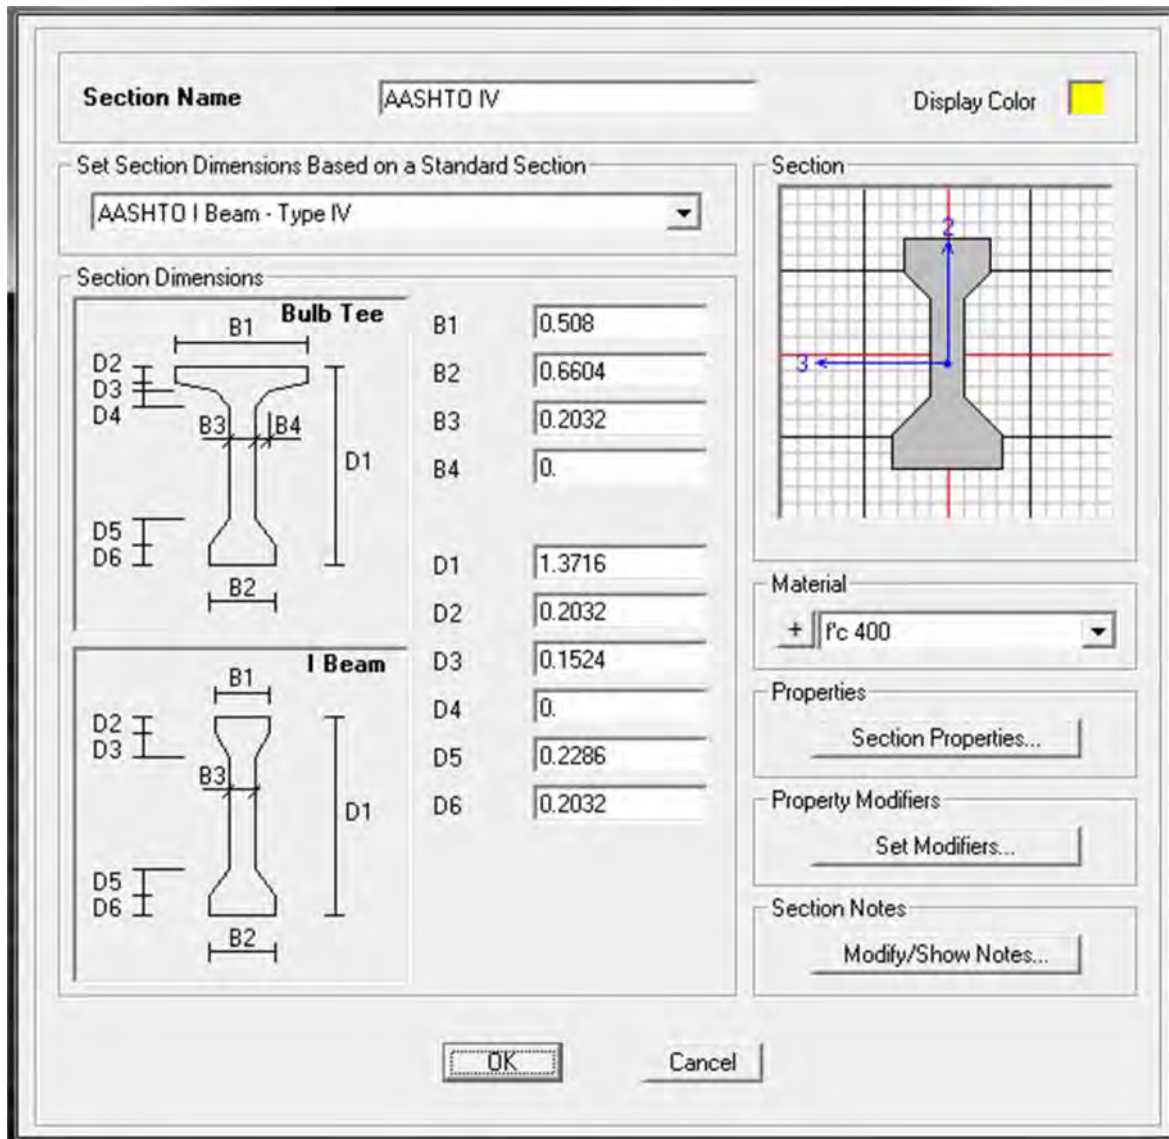 Section Name AASHTO IV Display Color
Set Section Dimensions Based on a Standard Section
AASHTO I Beam - Type IV
Section Dimensions
Bulb Tee
B1
D2
D3
D4
B3 B4
D1
D5
D6
B2
I Beam
B1
D2
D3
B3
D1
D5
D6
B2
B1 0.508
B2 0.6604
B3 0.2032
B4 0.
D1 1.3716
D2 0.2032
D3 0.1524
D4 0.
D5 0.2286
D6 0.2032
Section
2
3
Material
+ f'c 400
Properties
Section Properties...
Property Modifiers
Set Modifiers...
Section Notes
Modify/Show Notes...
OK Cancel